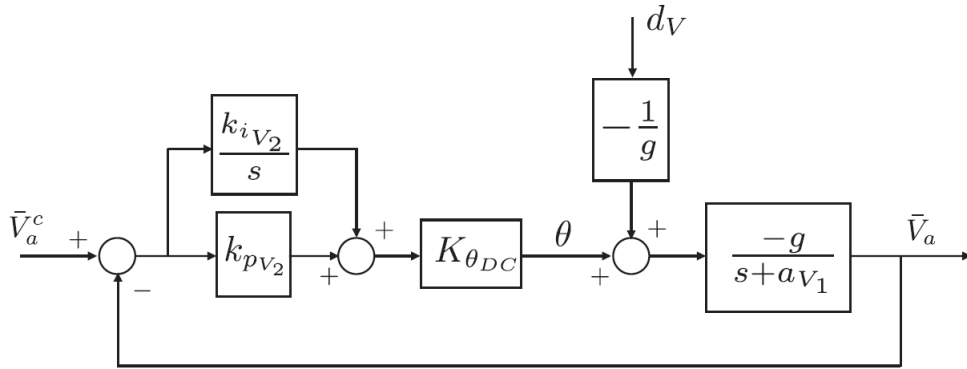 d_V
− 1/g
k_{i_{V_2}}/s
V̄_a^c
+
−
k_{p_{V_2}}
+
+
K_{θ_{DC}}
θ
+
+
−g/(s+a_{V_1})
V̄_a